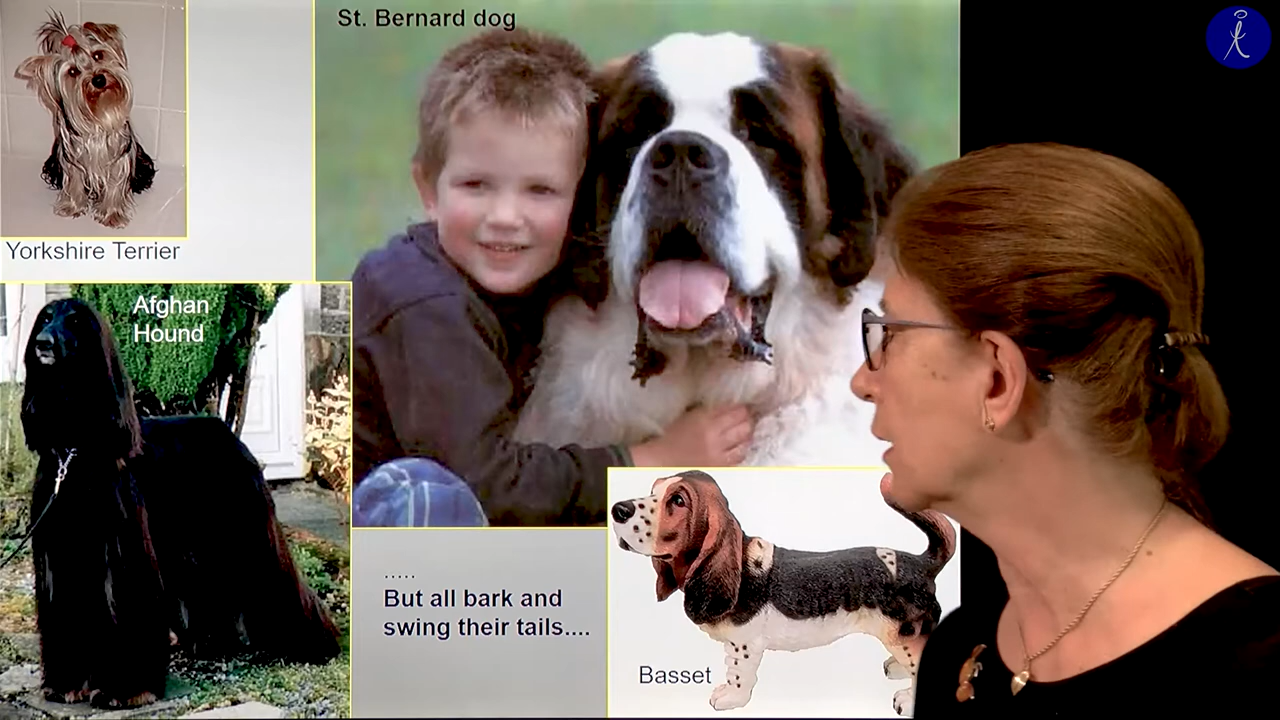 St. Bernard dog
Yorkshire Terrier
Afghan
Hound
.....
But all bark and
swing their tails....
Basset